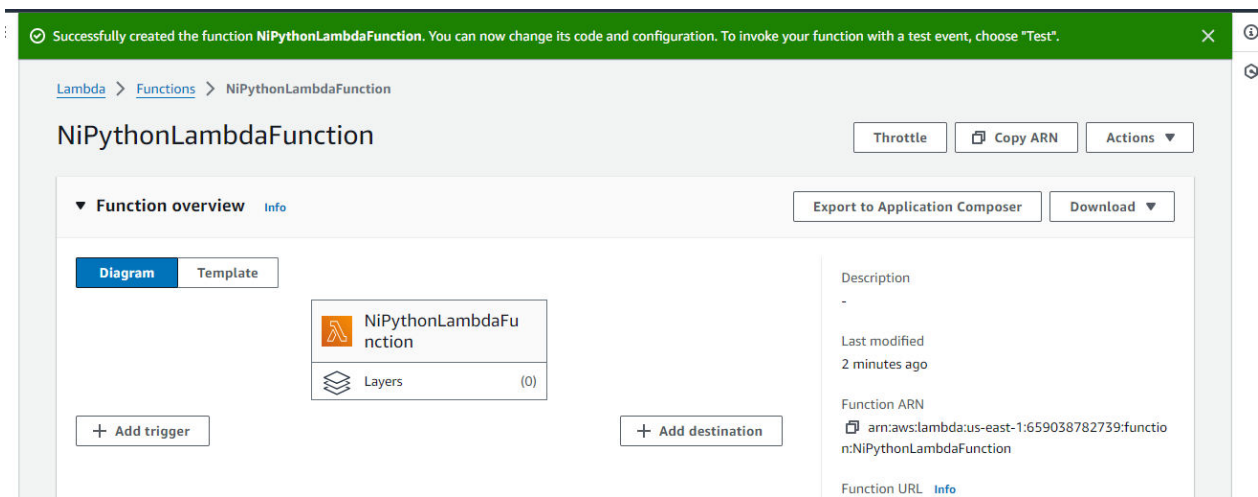 Successfully created the function NiPythonLambdaFunction. You can now change its code and configuration. To invoke your function with a test event, choose "Test".
Lambda > Functions > NiPythonLambdaFunction
NiPythonLambdaFunction
Throttle
Copy ARN
Actions
Function overview Info
Export to Application Composer
Download
Diagram
Template
NiPythonLambdaFu
nction
Layers
(0)
+ Add trigger
+ Add destination
Description
-
Last modified
2 minutes ago
Function ARN
arn:aws:lambda:us-east-1:659038782739:functio
n:NiPythonLambdaFunction
Function URL Info